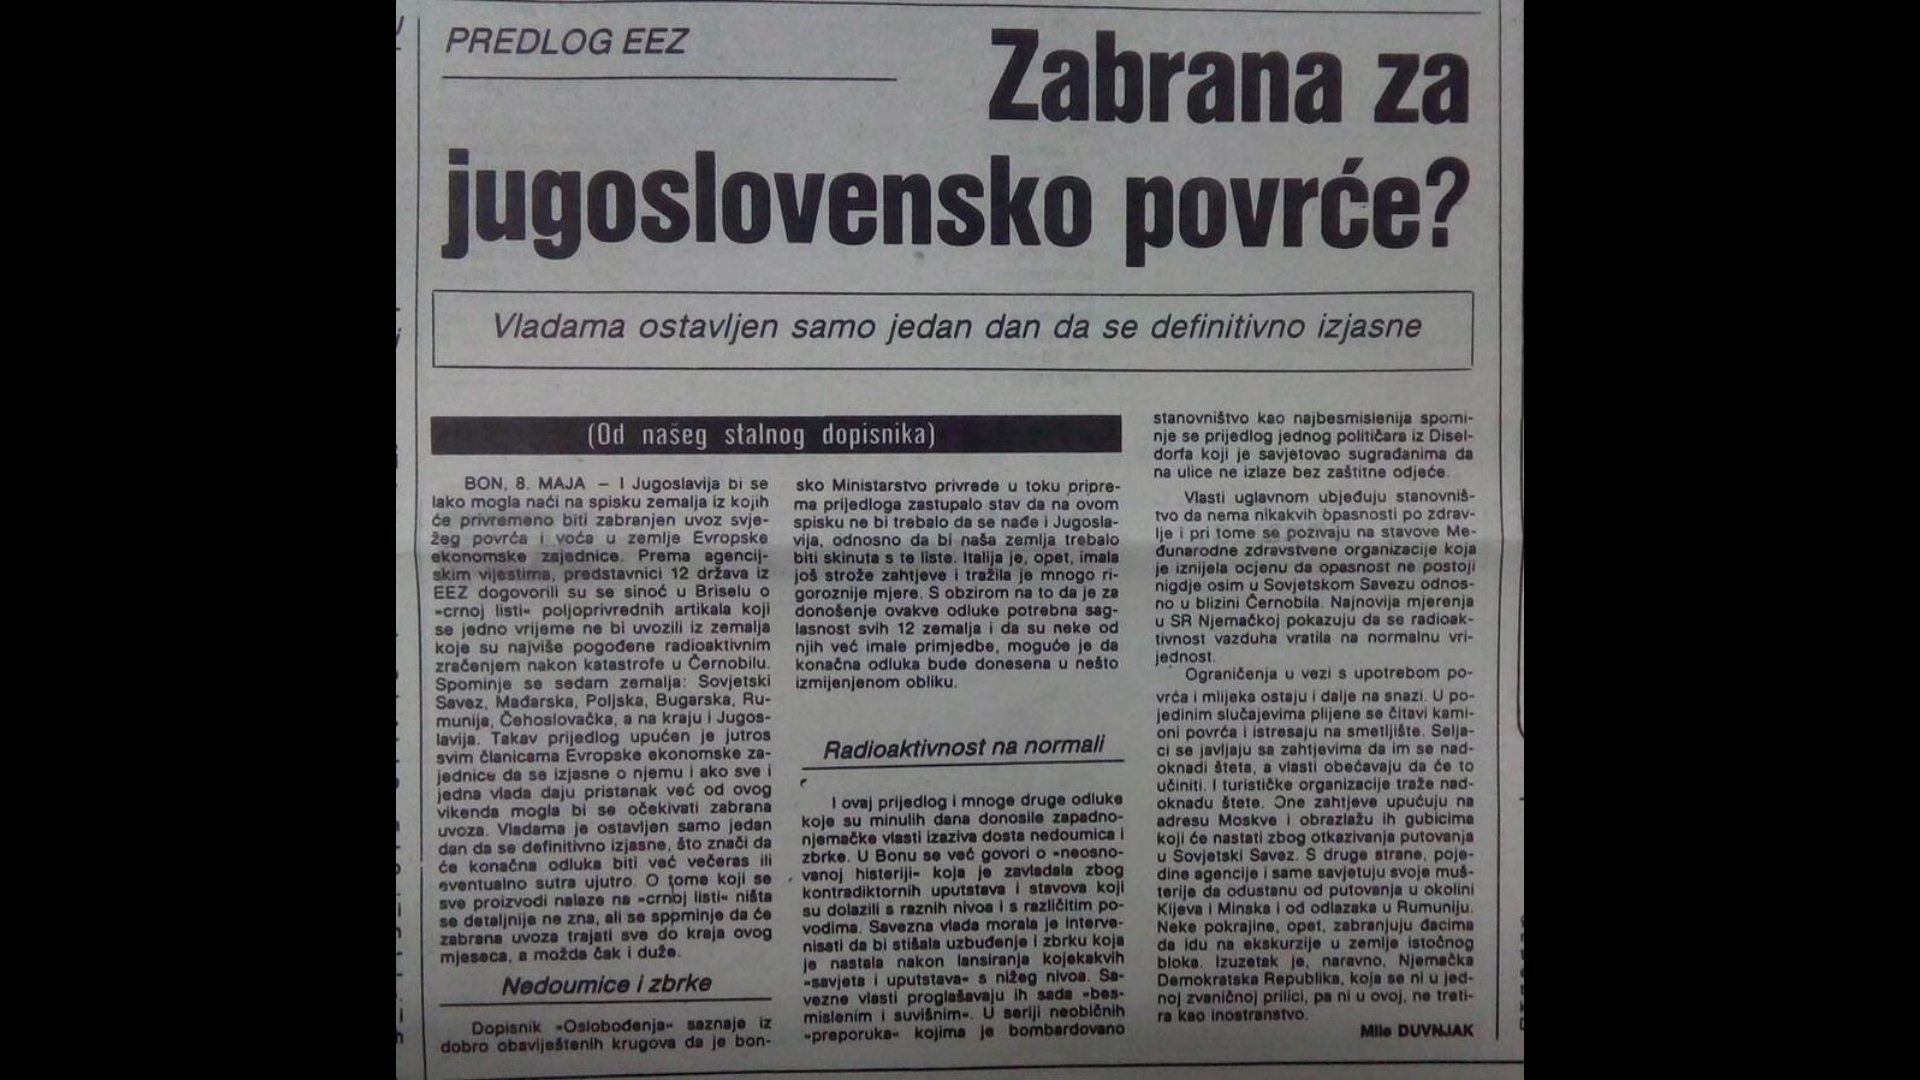 PREDLOG EEZ
Zabrana za
jugoslovensko povrće?
Vladama ostavljen samo jedan dan da se definitivno izjasne
(Od našeg stalnog dopisnika)
BON, 8. MAJA — I Jugoslavija bi se
lako mogla naći na spisku zemalja iz kojih
će privremeno biti zabranjen uvoz svje-
žeg povrća i voća u zemlje Evropske
ekonomske zajednice. Prema agencij-
skim vijestima, predstavnici 12 država iz
EEZ dogovorili su se sinoć u Briselu o
»crnoj listi« poljoprivrednih artikala koji
se jedno vrijeme ne bi uvozili iz zemalja
koje su najviše pogođene radioaktivnim
zračenjem nakon katastrofe u Černobilu.
Spominje se sedam zemalja: Sovjetski
Savez, Mađarska, Poljska, Bugarska, Ru-
munija, Čehoslovačka, a na kraju i Jugos-
lavija. Takav prijedlog upućen je jutros
svim članicama Evropske ekonomske za-
jednice da se izjasne o njemu i ako sve i
jedna vlada daju pristanak već od ovog
vikenda mogla bi se očekivati zabrana
uvoza. Vladama je ostavljen samo jedan
dan da se definitivno izjasne, što znači da
će konačna odluka biti već večeras ili
eventualno sutra ujutro. O tome koji se
sve proizvodi nalaze na »crnoj listi« ništa
se detaljnije ne zna, ali se spominje da će
zabrana uvoza trajati sve do kraja ovog
mjeseca, a možda čak i duže.
Nedoumice i zbrke
Dopisnik »Oslobođenja« saznaje iz
dobro obaviještenih krugova da je bon-
sko Ministarstvo privrede u toku pripre-
ma prijedloga zastupalo stav da na ovom
spisku ne bi trebalo da se nađe i Jugosla-
vija, odnosno da bi naša zemlja trebalo
biti skinuta s te liste. Italija je, opet, imala
još strože zahtjeve i tražila je mnogo ri-
goroznije mjere. S obzirom na to da je za
donošenje ovakve odluke potrebna sag-
lasnost svih 12 zemalja i da su neke od
njih već imale primjedbe, moguće je da
konačna odluka bude donesena u nešto
izmijenjenom obliku.
Radioaktivnost na normali
I ovaj prijedlog i mnoge druge odluke
koje su minulih dana donosile zapadno-
njemačke vlasti izaziva dosta nedoumica i
zbrke. U Bonu se već govori o »neosno-
vanoj histeriji« koja je zavladala zbog
kontradiktornih uputstava i stavova koji
su dolazili s raznih nivoa i s različitim po-
vodima. Savezna vlada morala je interve-
nisati da bi stišala uzbuđenje i zbrku koja
je nastala nakon lansiranja kojekakvih
»savjeta i uputstava« s nižeg nivoa. Sa-
vezne vlasti proglašavaju ih sada »bes-
mislenim i suvišnim«. U seriji neobičnih
»preporuka« kojima je bombardovano
stanovništvo kao najbesmislenija spomi-
nje se prijedlog jednog političara iz Disel-
dorfa koji je savjetovao sugrađanima da
na ulice ne izlaze bez zaštitne odjeće.
Vlasti uglavnom ubjeđuju stanovniš-
tvo da nema nikakvih opasnosti po zdrav-
lje i pri tome se pozivaju na stavove Me-
đunarodne zdravstvene organizacije koja
je iznijela ocjenu da opasnost ne postoji
nigdje osim u Sovjetskom Savezu odnos-
no u blizini Černobila. Najnovija mjerenja
u SR Njemačkoj pokazuju da se radioak-
tivnost vazduha vratila na normalnu vri-
jednost.
Ograničenja u vezi s upotrebom po-
vrća i mlijeka ostaju i dalje na snazi. U po-
jedinim slučajevima plijene se čitavi kami-
oni povrća i istresaju na smetljište. Selja-
ci se javljaju sa zahtjevima da im se nad-
oknadi šteta, a vlasti obećavaju da će to
učiniti. I turističke organizacije traže nad-
oknadu štete. One zahtjeve upućuju na
adresu Moskve i obrazlažu ih gubicima
koji će nastati zbog otkazivanja putovanja
u Sovjetski Savez. S druge strane, poje-
dine agencije i same savjetuju svoje muš-
terije da odustanu od putovanja u okolini
Kijeva i Minska i od odlazaka u Rumuniju.
Neke pokrajine, opet, zabranjuju đacima
da idu na ekskurzije u zemlje istočnog
bloka. Izuzetak je, naravno, Njemačka
Demokratska Republika, koja se ni u jed-
noj zvaničnoj prilici, pa ni u ovoj, ne treti-
ra kao inostranstvo.
Mile DUVNJAK